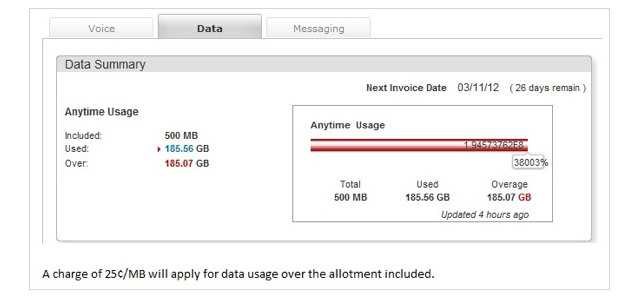 Voice Data Messaging
Data Summary
Next Invoice Date 03/11/12 ( 26 days remain )
Anytime Usage
Included: 500 MB
Used: 185.56 GB
Over: 185.07 GB
Anytime Usage
1.94573762E8
38003%
Total Used Overage
500 MB 185.56 GB 185.07 GB
Updated 4 hours ago
A charge of 25¢/MB will apply for data usage over the allotment included.